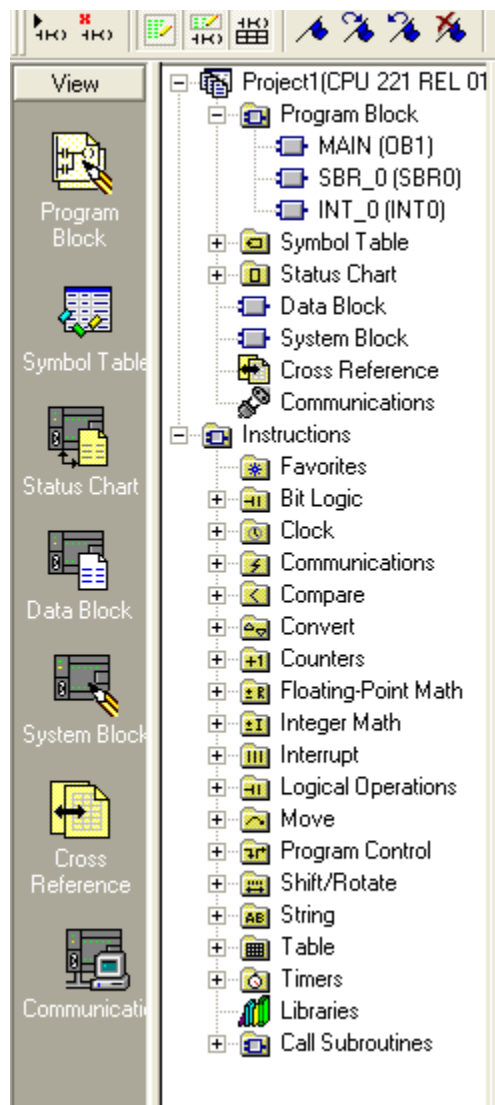 View
Program
Block
Symbol Table
Status Chart
Data Block
System Block
Cross
Reference
Communicati
Project1(CPU 221 REL 01
Program Block
MAIN (OB1)
SBR_0 (SBR0)
INT_0 (INT0)
Symbol Table
Status Chart
Data Block
System Block
Cross Reference
Communications
Instructions
Favorites
Bit Logic
Clock
Communications
Compare
Convert
Counters
Floating-Point Math
Integer Math
Interrupt
Logical Operations
Move
Program Control
Shift/Rotate
String
Table
Timers
Libraries
Call Subroutines